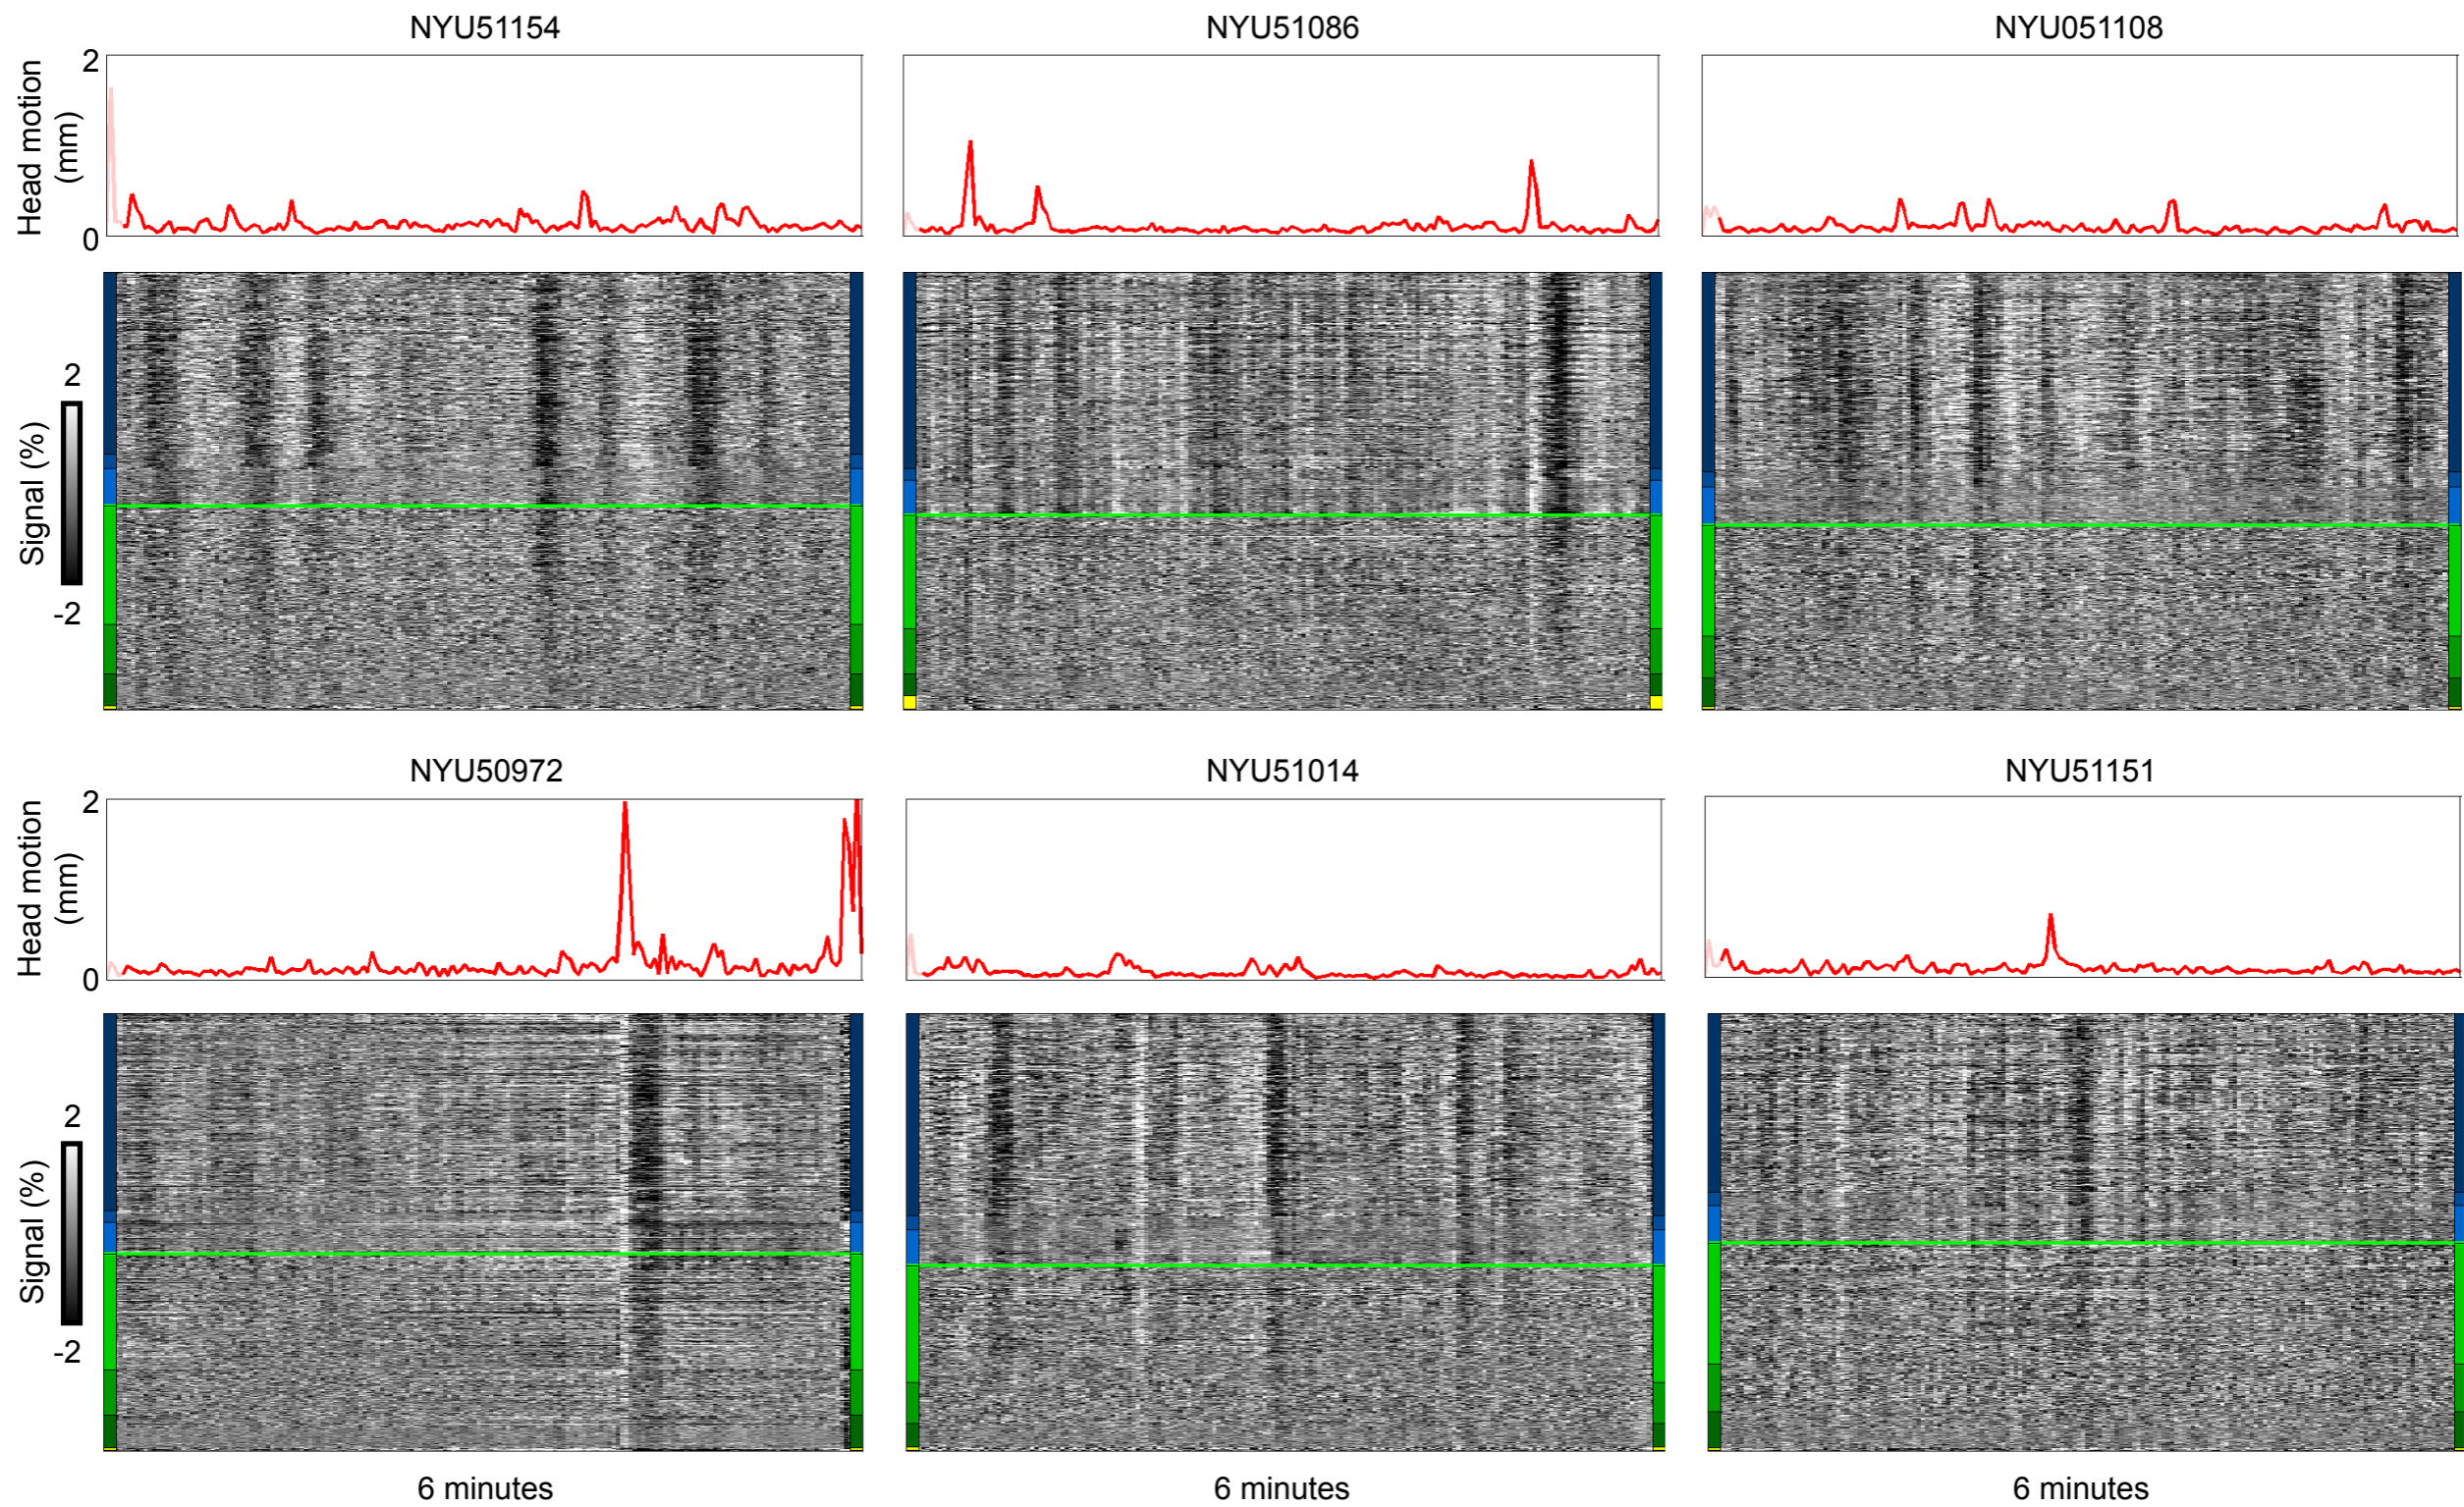 NYU51154
NYU51086
NYU051108
Head motion
(mm)
2
0
Signal (%)
2
-2
NYU50972
NYU51014
NYU51151
Head motion
(mm)
2
0
Signal (%)
2
-2
6 minutes
6 minutes
6 minutes